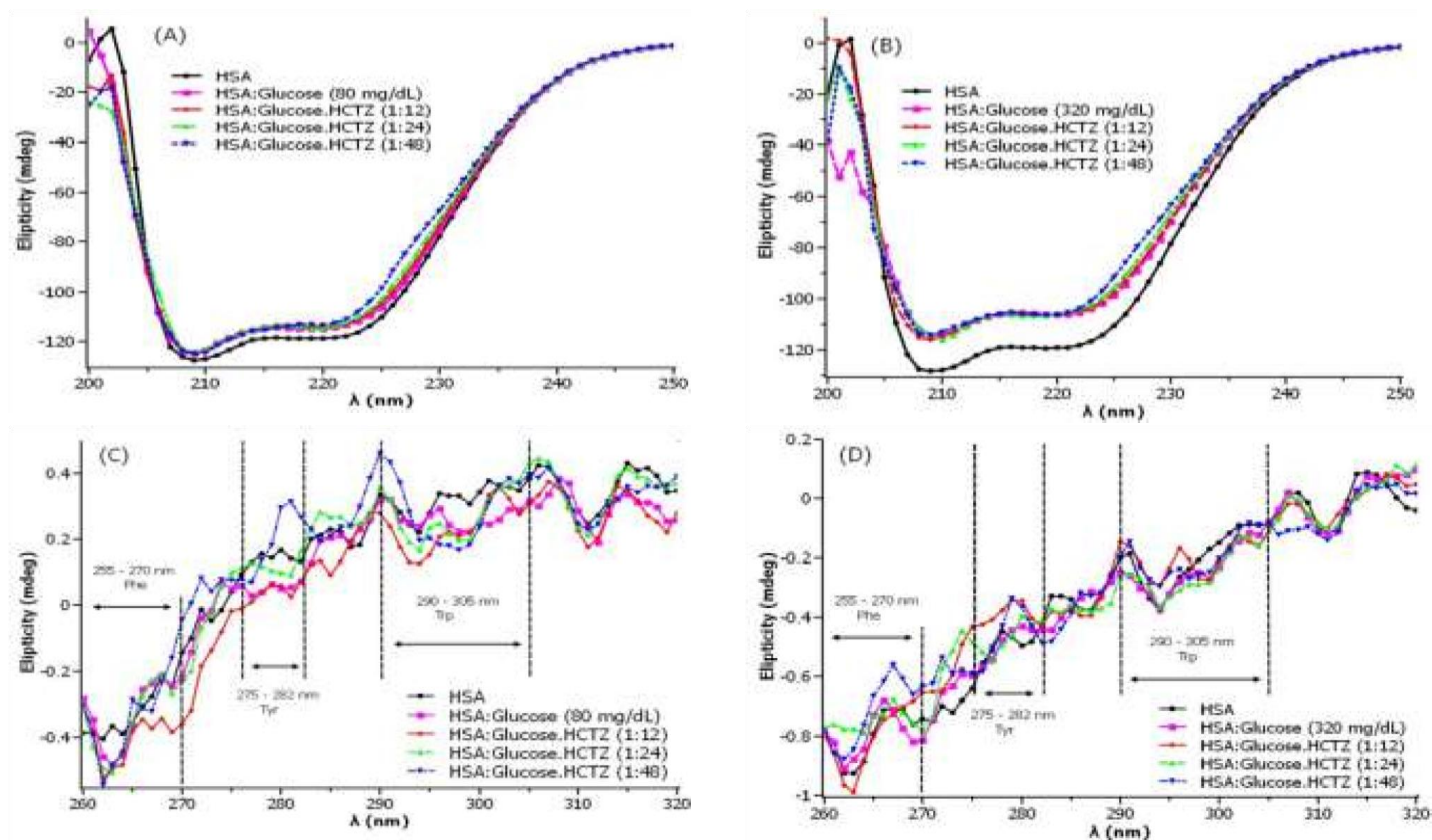 (A)
HSA
HSA:Glucose (80 mg/dL)
HSA:Glucose.HCTZ (1:12)
HSA:Glucose.HCTZ (1:24)
HSA:Glucose.HCTZ (1:48)
Elipticity (mdeg)
0
-20
-40
-60
-80
-100
-120
200 210 220 230 240 250
λ (nm)
(B)
HSA
HSA:Glucose (320 mg/dL)
HSA:Glucose.HCTZ (1:12)
HSA:Glucose.HCTZ (1:24)
HSA:Glucose.HCTZ (1:48)
Elipticity (mdeg)
0
-20
-40
-60
-80
-100
-120
200 210 220 230 240 250
λ (nm)
(C)
Elipticity (mdeg)
0.4
0.2
0
-0.2
-0.4
255 - 270 nm
Phe
275 - 282 nm
Tyr
290 - 305 nm
Trp
HSA
HSA:Glucose (80 mg/dL)
HSA:Glucose.HCTZ (1:12)
HSA:Glucose.HCTZ (1:24)
HSA:Glucose.HCTZ (1:48)
260 270 280 290 300 310 320
λ (nm)
(D)
Elipticity (mdeg)
0.2
0
-0.2
-0.4
-0.6
-0.8
-1
255 - 270 nm
Phe
275 - 282 nm
Tyr
290 - 305 nm
Trp
HSA
HSA:Glucose (320 mg/dL)
HSA:Glucose.HCTZ (1:12)
HSA:Glucose.HCTZ (1:24)
HSA:Glucose.HCTZ (1:48)
260 270 280 290 300 310 320
λ (nm)